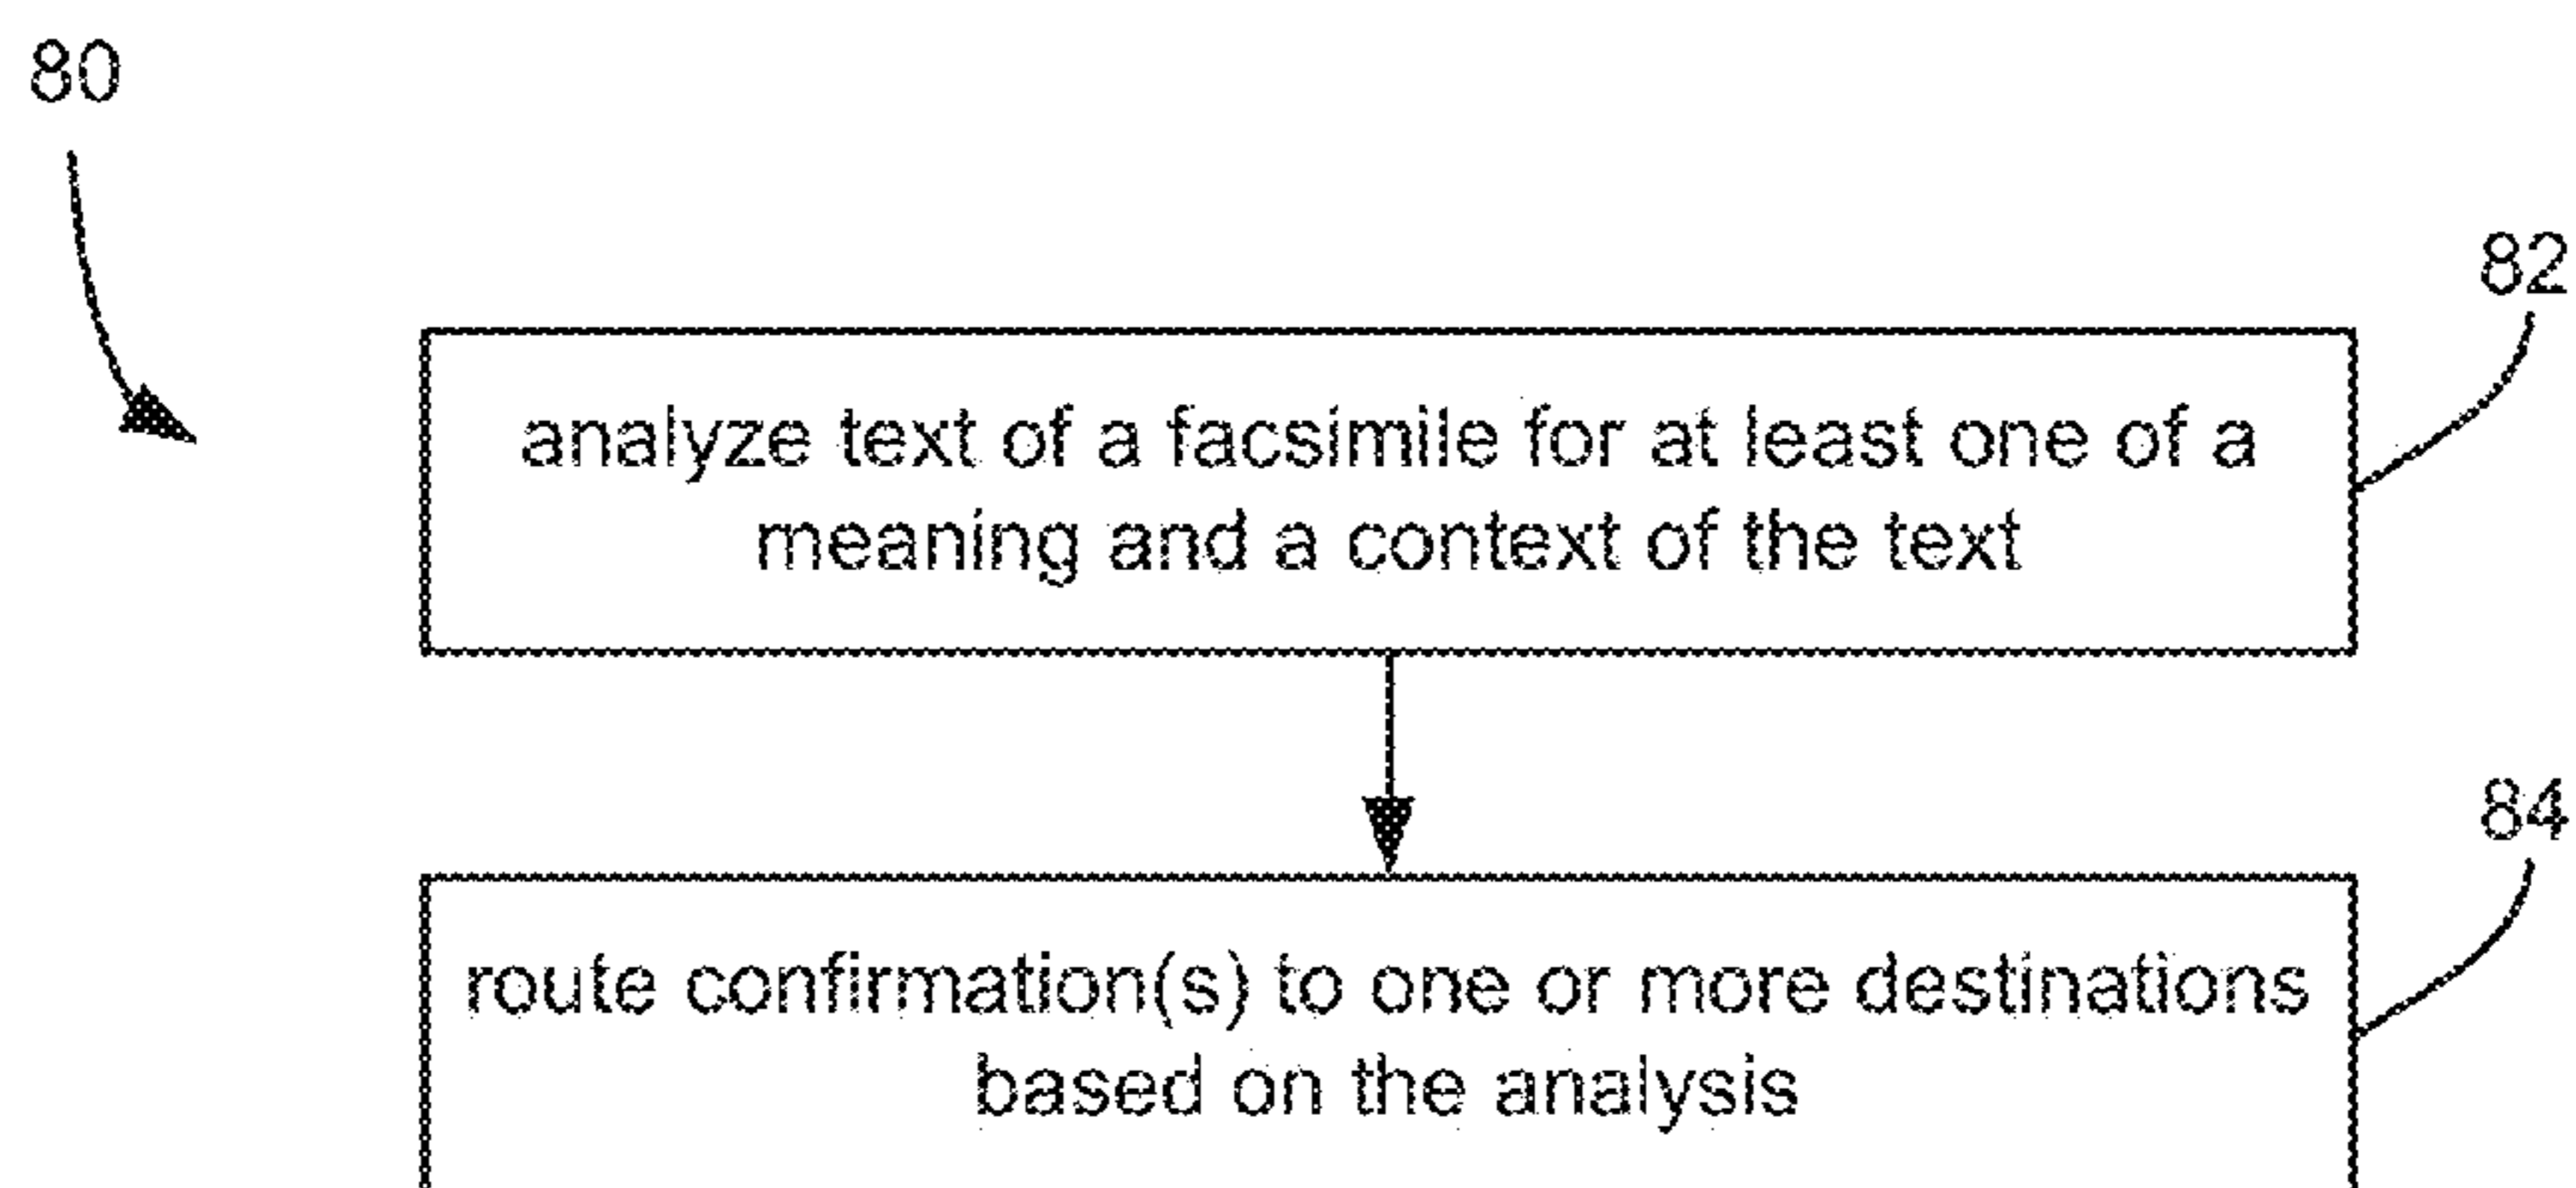 80
82
analyze text of a facsimile for at least one of a
meaning and a context of the text
84
route confirmation(s) to one or more destinations
based on the analysis